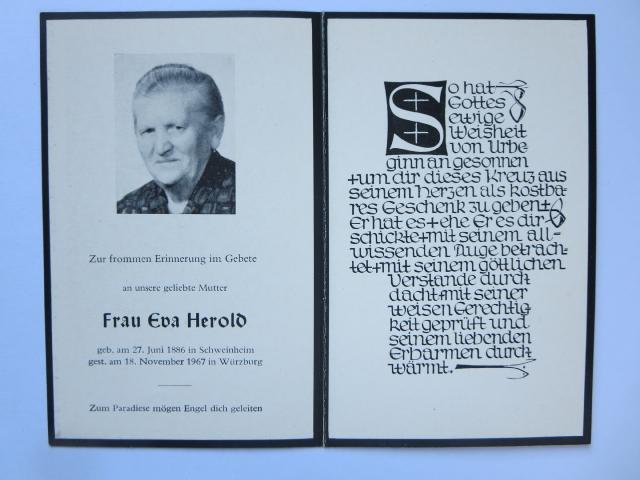 Zur frommen Erinnerung im Gebete
an unsere geliebte Mutter
Frau Eva Herold
geb. am 27. Juni 1886 in Schweinheim
gest. am 18. November 1967 in Würzburg
Zum Paradiese mögen Engel dich geleiten
So hat
Gottes
ewige
Weisheit
von Urbe-
ginn an gesonnen
+um dir dieses Kreuz aus
seinem Herzen als kostba-
res Geschenk zu geben+
Er hat es+ehe Er es dir
schickte+mit seinem all-
wissenden Auge betrach-
tet+mit seinem göttlichen
Verstande durch
dacht+mit seiner
weisen Gerechtig
keit geprüft und
seinem liebenden
Erbarmen durch
wärmt.